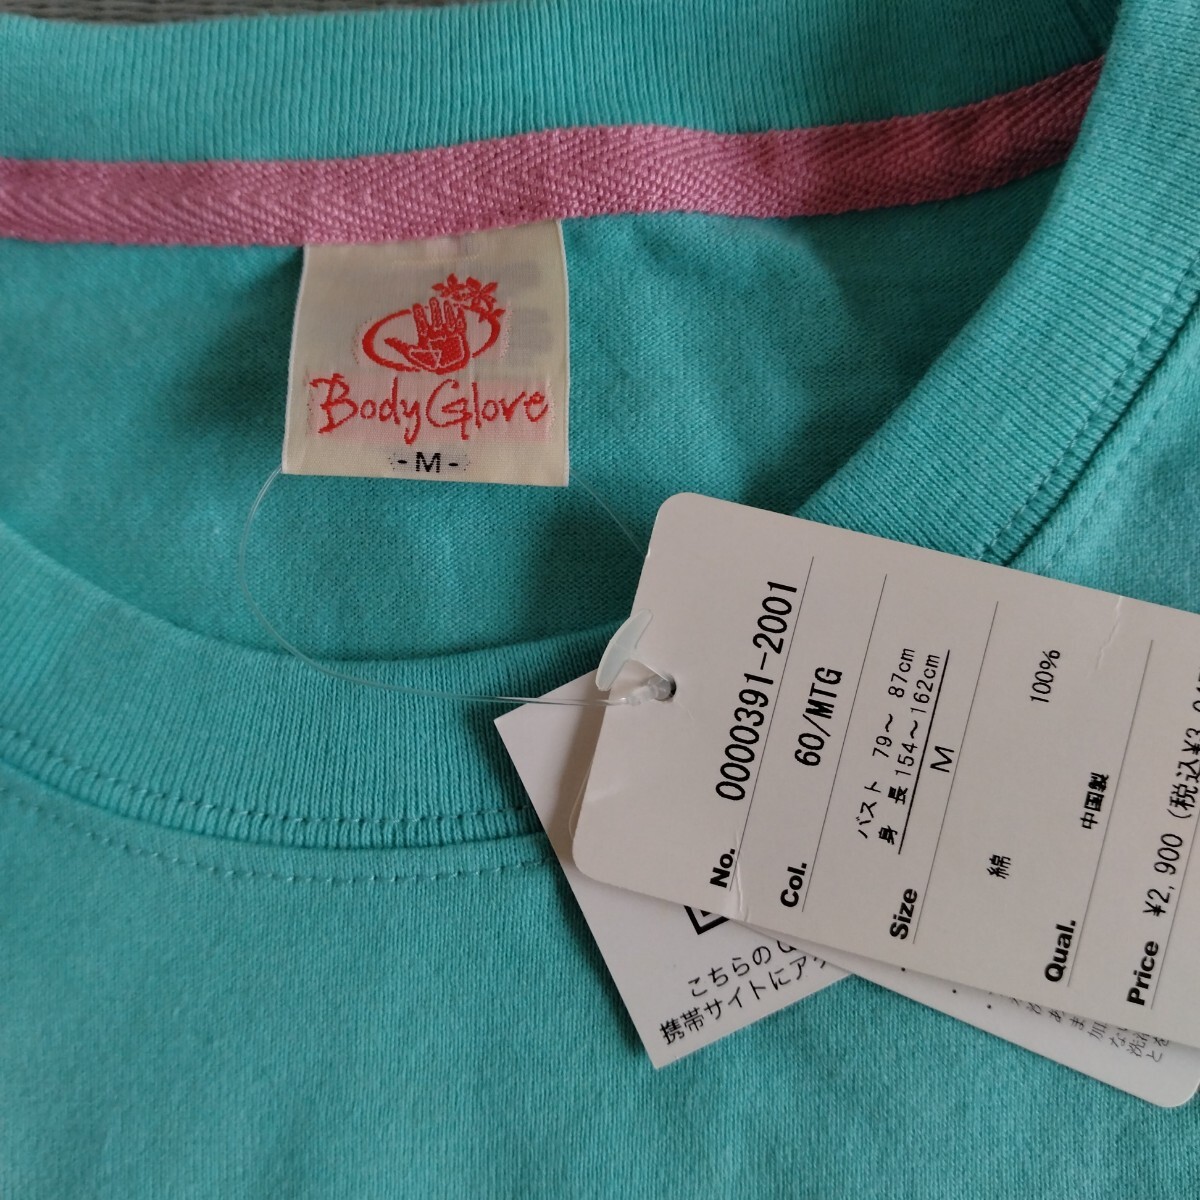 Body Glove
- M -
No. 0000391-2001
Col. 60/MTG
バスト 79～ 87cm
身 長 154～162cm
Size M
綿 100%
Qual. 中国製
Price ¥2,900 (税込¥3,0
こちらの
携帯サイトにア